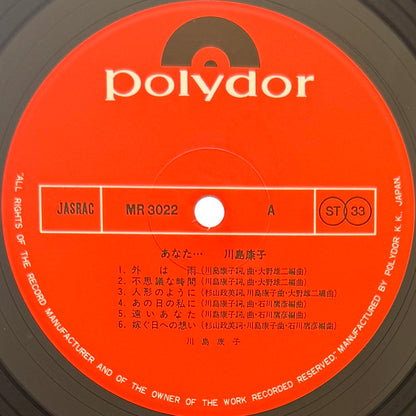 polydor
JASRAC MR 3022 A ST 33
あなた… 川島康子
1. 外は雨(川島康子詞、曲・大野雄二編曲)
2. 不思議な時間(川島康子詞、曲・大野雄二編曲)
3. 人形のように(杉山政美詞・川島康子曲・大野雄二編曲)
4. あの日の私に(川島康子詞、曲・石川鷹彦編曲)
5. 遠いあなた(川島康子詞、曲・石川鷹彦編曲)
6. 嫁ぐ日への想い(杉山政美詞・川島康子曲・石川鷹彦編曲)
川島康子
"ALL RIGHTS OF THE RECORD MANUFACTURER AND OF THE OWNER OF THE WORK RECORDED RESERVED" MANUFACTURED BY POLYDOR K.K., JAPAN.